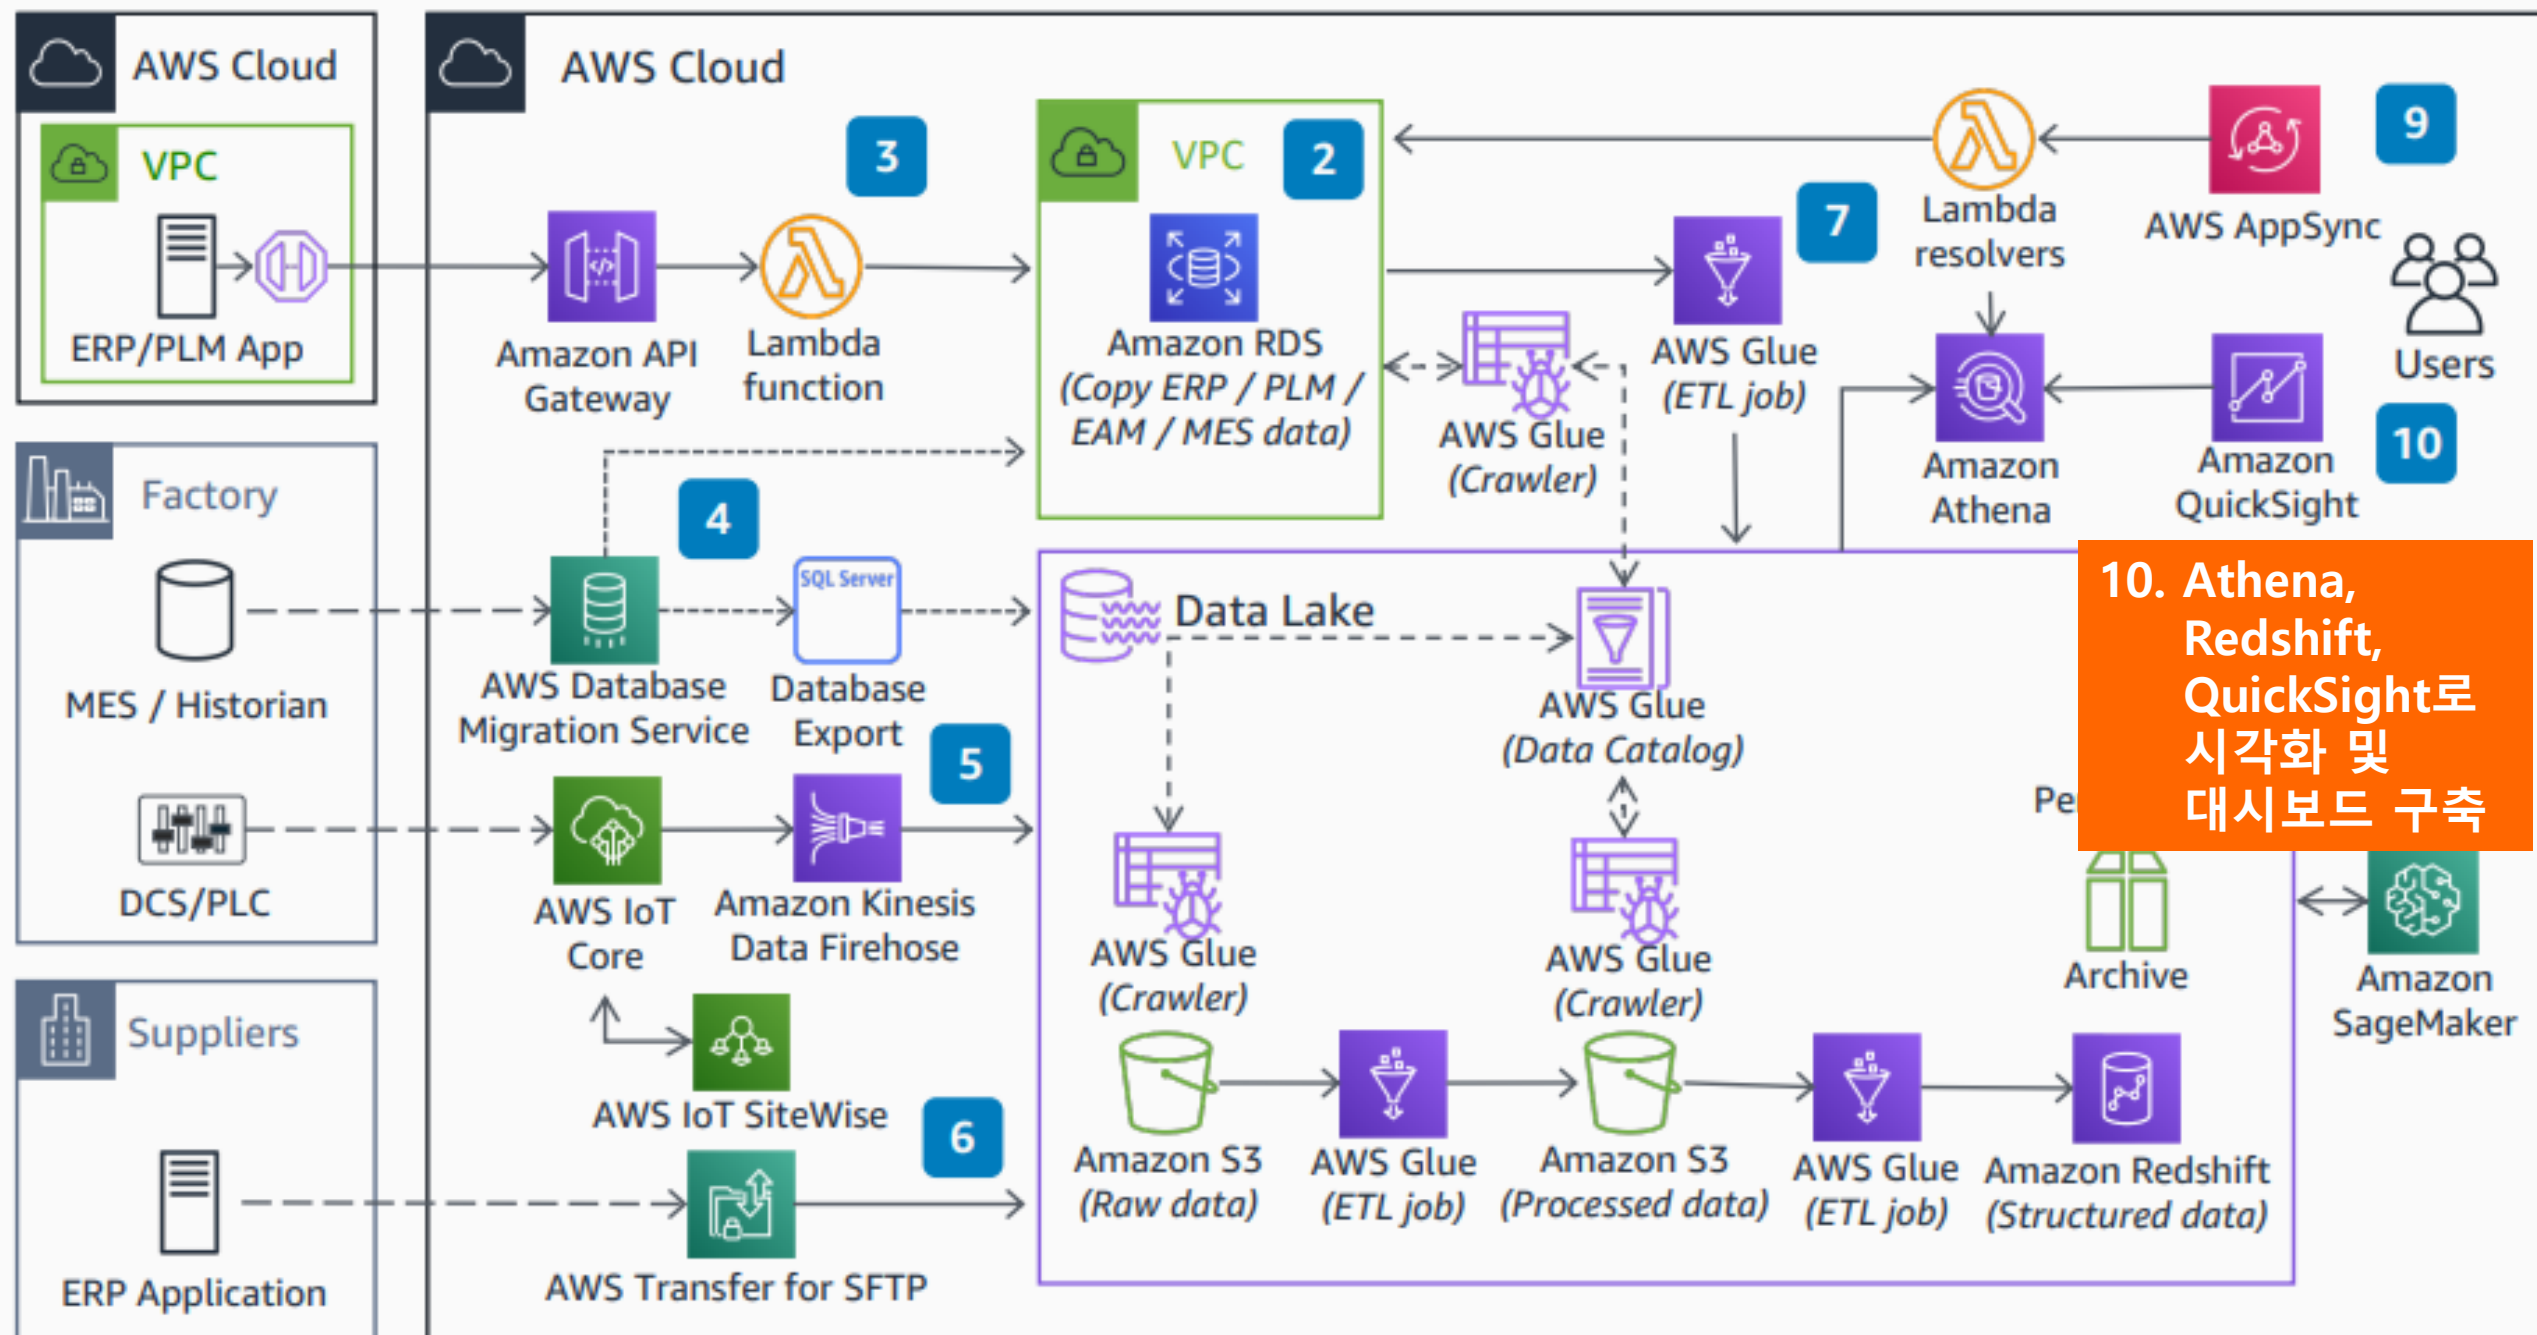 AWS Cloud
VPC
ERP/PLM App
Factory
MES / Historian
DCS/PLC
Suppliers
ERP Application
AWS Cloud
3
Amazon API
Gateway
Lambda
function
4
AWS Database
Migration Service
SQL Server
Database
Export
5
AWS IoT
Core
Amazon Kinesis
Data Firehose
AWS IoT SiteWise
6
AWS Transfer for SFTP
VPC
2
Amazon RDS
(Copy ERP / PLM /
EAM / MES data)
AWS Glue
(Crawler)
7
AWS Glue
(ETL job)
Lambda
resolvers
AWS AppSync
9
Users
Amazon
Athena
Amazon
QuickSight
10
10. Athena,
Redshift,
QuickSight로
시각화 및
대시보드 구축
Data Lake
AWS Glue
(Data Catalog)
AWS Glue
(Crawler)
AWS Glue
(Crawler)
Archive
Amazon
SageMaker
Amazon S3
(Raw data)
AWS Glue
(ETL job)
Amazon S3
(Processed data)
AWS Glue
(ETL job)
Amazon Redshift
(Structured data)